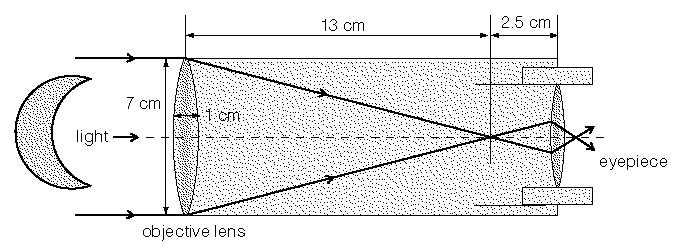 13 cm
2.5 cm
7 cm
1 cm
light
eyepiece
objective lens